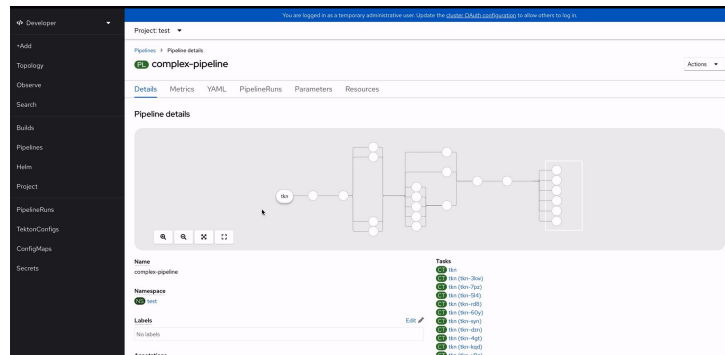 You are logged in as a temporary administrative user. Update the cluster OAuth configuration to allow others to log in.
</> Developer
+Add
Topology
Observe
Search
Builds
Pipelines
Helm
Project
PipelineRuns
TektonConfigs
ConfigMaps
Secrets
Project: test
Pipelines > Pipeline details
PL complex-pipeline
Actions
Details Metrics YAML PipelineRuns Parameters Resources
Pipeline details
tkn
Name
complex-pipeline
Namespace
NS test
Labels
Edit
No labels
Tasks
CT tkn
CT tkn (tkn-3kw)
CT tkn (tkn-7pz)
CT tkn (tkn-5l4)
CT tkn (tkn-rd8)
CT tkn (tkn-60y)
CT tkn (tkn-syn)
CT tkn (tkn-dzn)
CT tkn (tkn-4gt)
CT tkn (tkn-kqd)